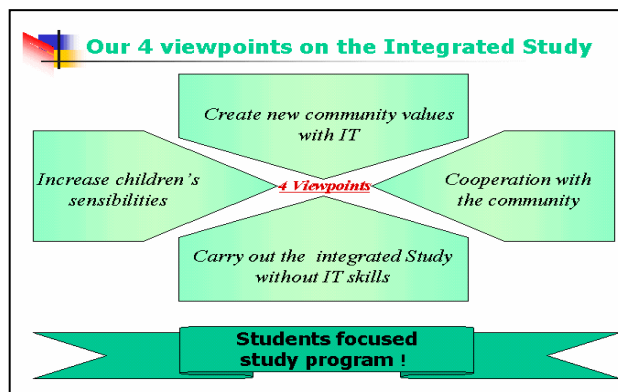 Our 4 viewpoints on the Integrated Study
Create new community values
with IT
Increase children's
sensibilities
4 Viewpoints
Cooperation with
the community
Carry out the integrated Study
without IT skills
Students focused
study program !